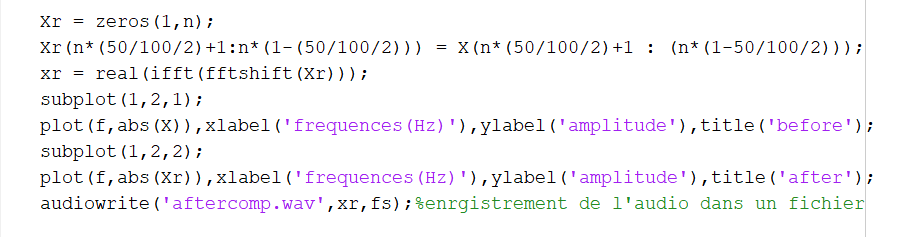 Xr = zeros(1,n);
Xr(n*(50/100/2)+1:n*(1-(50/100/2))) = X(n*(50/100/2)+1 : (n*(1-50/100/2)));
xr = real(ifft(fftshift(Xr)));
subplot(1,2,1);
plot(f,abs(X)),xlabel('frequences(Hz)'),ylabel('amplitude'),title('before');
subplot(1,2,2);
plot(f,abs(Xr)),xlabel('frequences(Hz)'),ylabel('amplitude'),title('after');
audiowrite('aftercomp.wav',xr,fs);%enrgistrement de l'audio dans un fichier